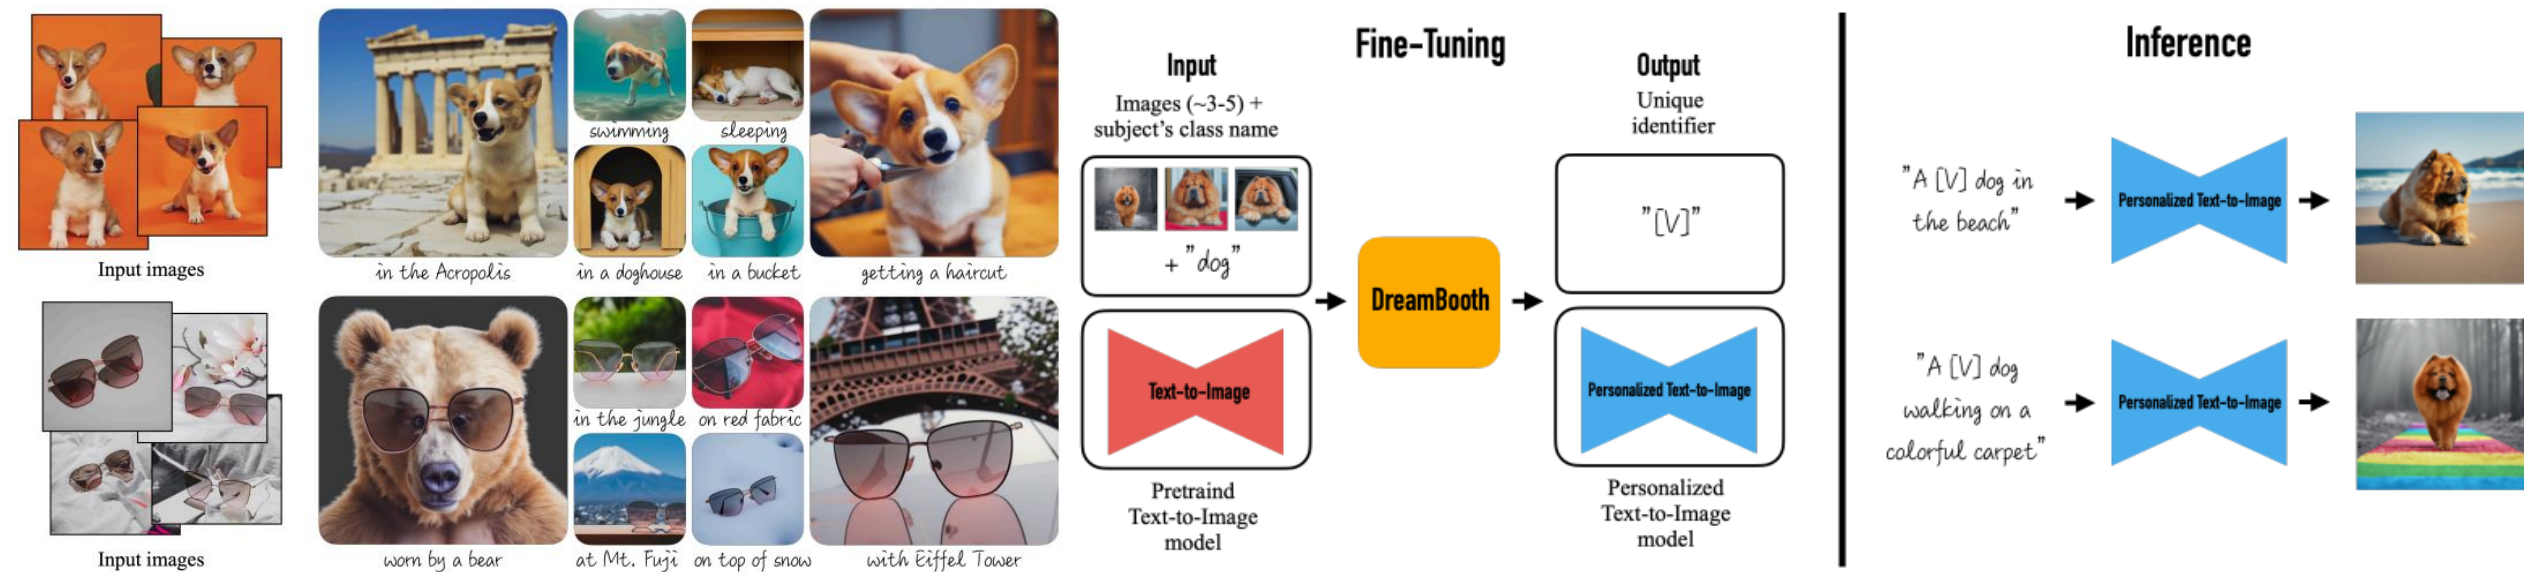 Input images
in the Acropolis
swimming
sleeping
in a doghouse
in a bucket
getting a haircut
Input images
worn by a bear
in the jungle
on red fabric
at Mt. Fuji
on top of snow
with Eiffel Tower
Fine-Tuning
Input
Images (~3-5) +
subject's class name
+ "dog"
Text-to-Image
Pretraind
Text-to-Image
model
DreamBooth
Output
Unique
identifier
"[V]"
Personalized Text-to-Image
Personalized
Text-to-Image
model
Inference
"A [V] dog in
the beach"
Personalized Text-to-Image
"A [V] dog
walking on a
colorful carpet"
Personalized Text-to-Image